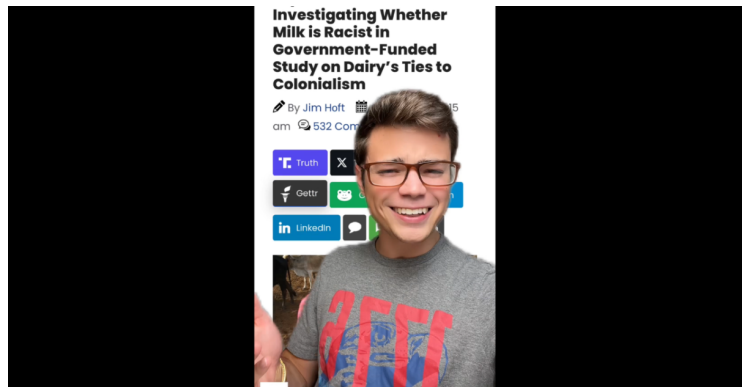 Investigating Whether
Milk is Racist in
Government-Funded
Study on Dairy's Ties to
Colonialism
By Jim Hoft
15
am 532 Com
Truth X
Gettr
LinkedIn